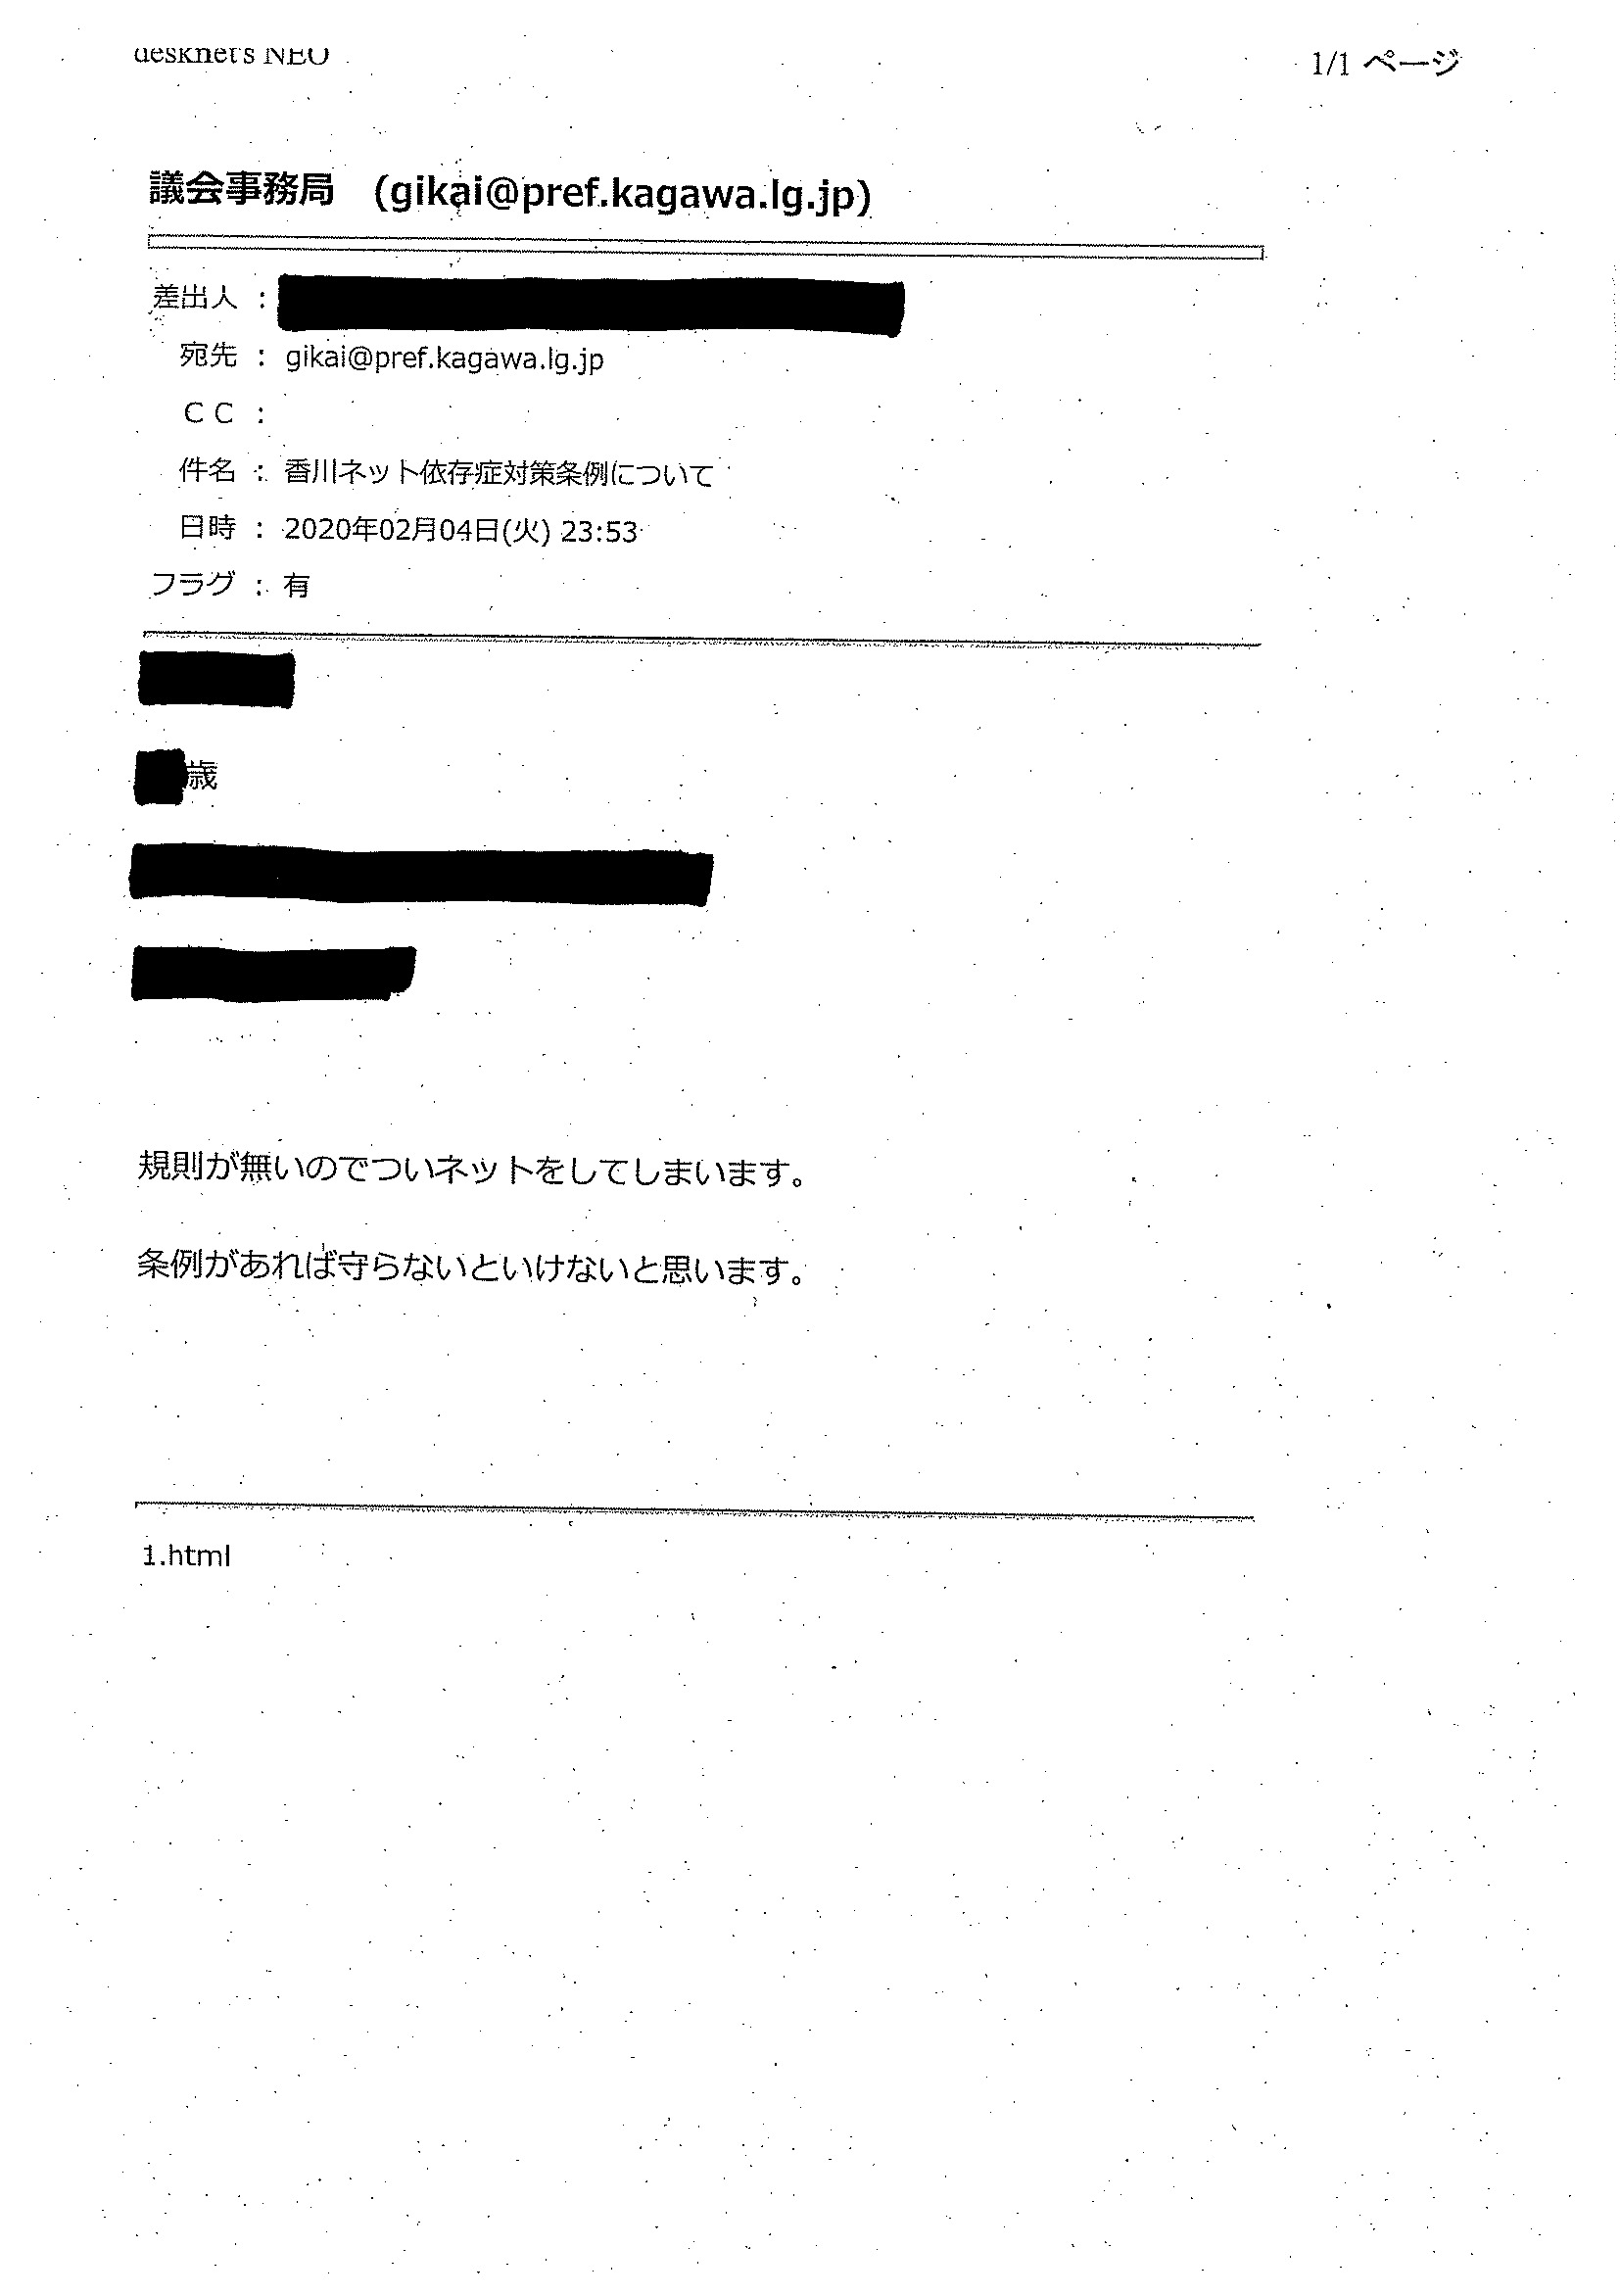 desknet's NEO
1/1 ページ
議会事務局 (gikai@pref.kagawa.lg.jp)
差出人 :
宛先 : gikai@pref.kagawa.lg.jp
CC :
件名 : 香川ネット依存症対策条例について
日時 : 2020年02月04日(火) 23:53
フラグ : 有
歳
規則が無いのでついネットをしてしまいます。
条例があれば守らないといけないと思います。
1.html